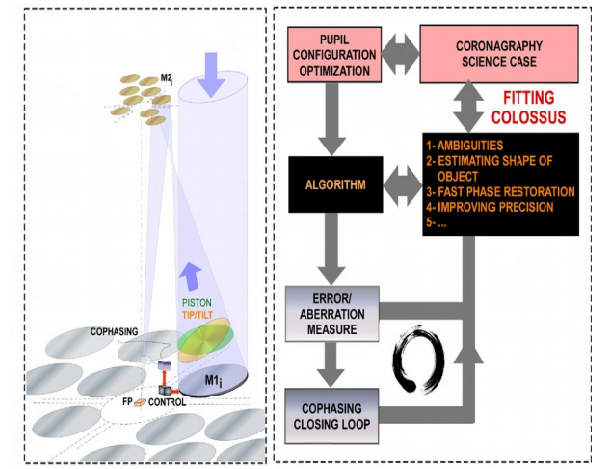 M2i
PISTON
TIP/TILT
COPHASING
M1i
FP
CONTROL
PUPIL
CONFIGURATION
OPTIMIZATION
CORONAGRAPHY
SCIENCE CASE
FITTING
COLOSSUS
ALGORITHM
1- AMBIGUITIES
2- ESTIMATING SHAPE OF
OBJECT
3- FAST PHASE RESTORATION
4- IMPROVING PRECISION
5- ...
ERROR/
ABERRATION
MEASURE
COPHASING
CLOSING LOOP